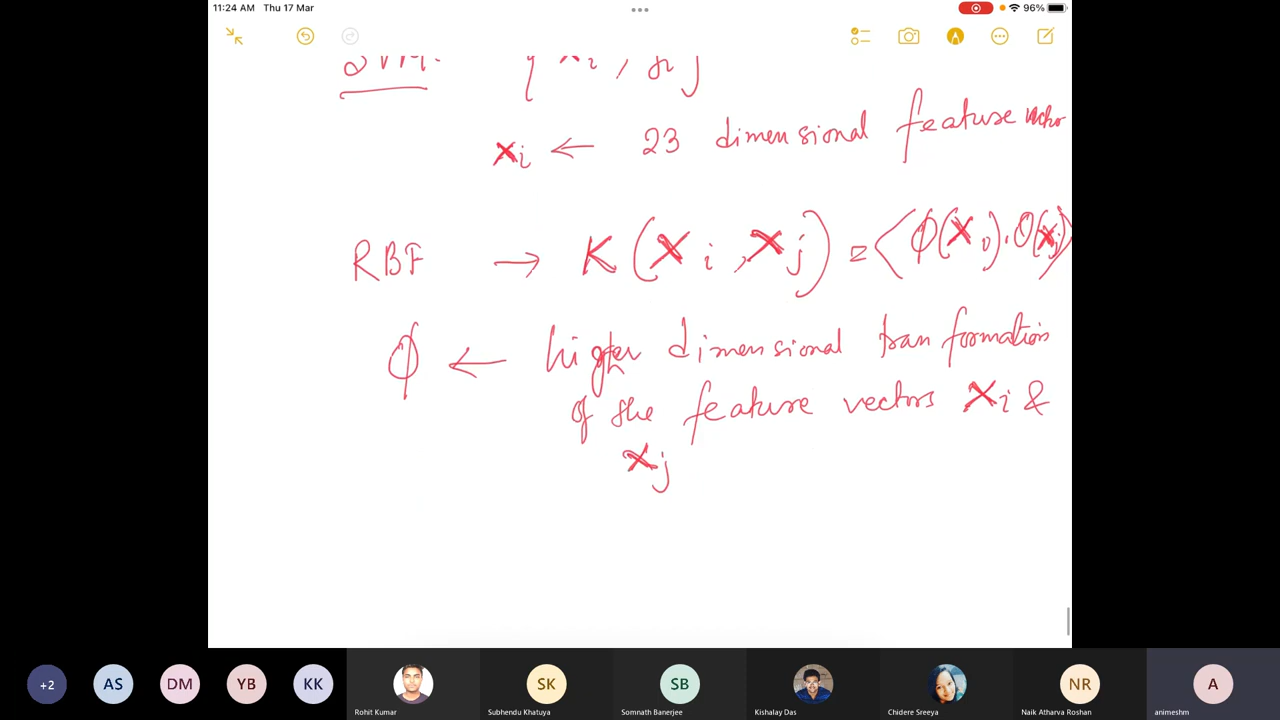 11:24 AM Thu 17 Mar
96%
SVM.
xi ← 23 dimensional feature
RBF → K(Xi, Xj) = <Φ(Xi).Φ(Xj)
Φ ← higher dimensional tranformation
of the feature vectors Xi &
Xj
+2 AS DM YB KK SK SB NR A
Rohit Kumar Subhendu Khatuya Somnath Banerjee Kishalay Das Chidere Sreeya Naik Atharva Roshan animeshm